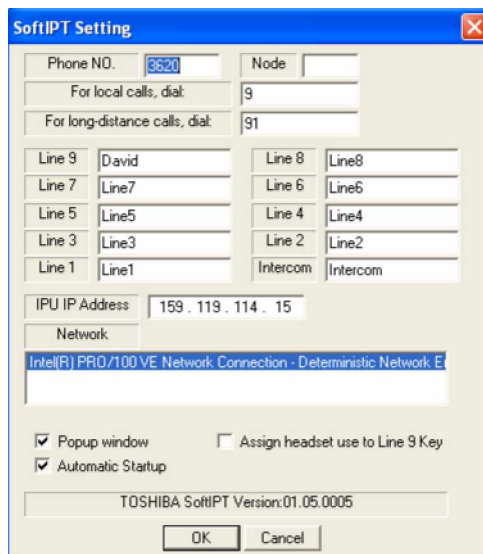 SoftIPT Setting
Phone NO. 3620 Node
For local calls, dial: 9
For long-distance calls, dial: 91
Line 9 David Line 8 Line8
Line 7 Line7 Line 6 Line6
Line 5 Line5 Line 4 Line4
Line 3 Line3 Line 2 Line2
Line 1 Line1 Intercom Intercom
IPU IP Address 159 . 119 . 114 . 15
Network
Intel(R) PRO/100 VE Network Connection - Deterministic Network
Popup window Assign headset use to Line 9 Key
Automatic Startup
TOSHIBA SoftIPT Version:01.05.0005
OK Cancel